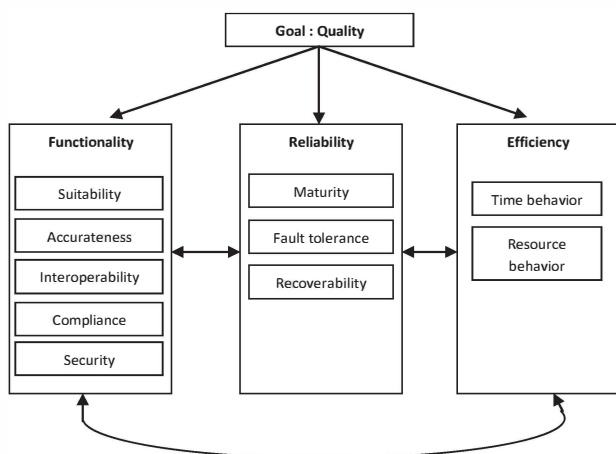 Goal : Quality
Functionality
Suitability
Accurateness
Interoperability
Compliance
Security
Reliability
Maturity
Fault tolerance
Recoverability
Efficiency
Time behavior
Resource
behavior